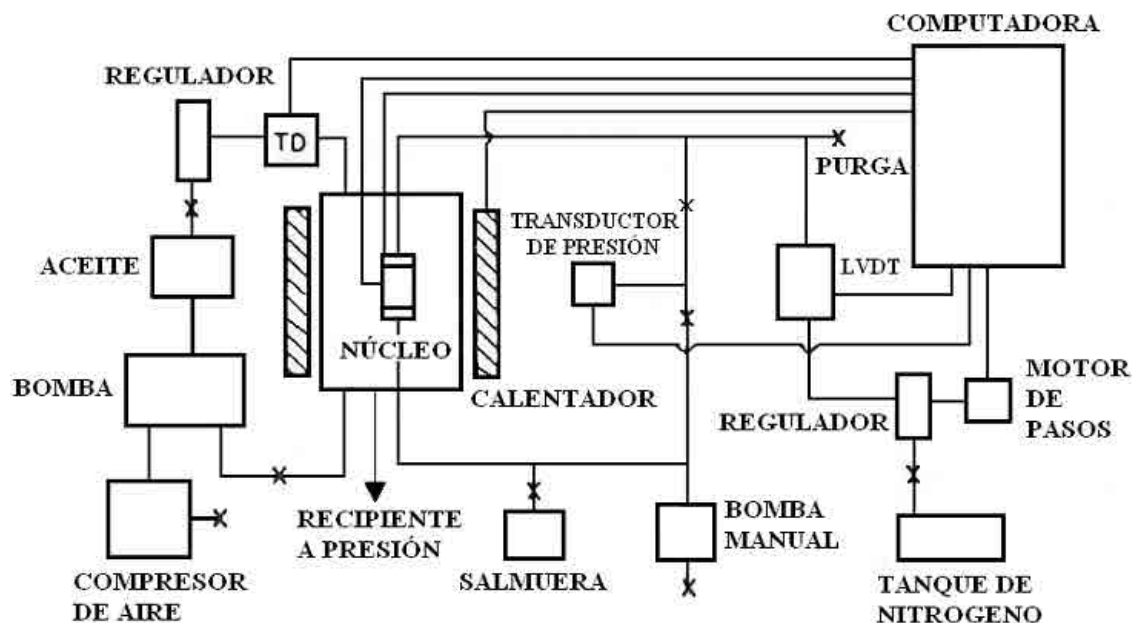 COMPUTADORA
REGULADOR
TD
PURGA
TRANSDUCTOR
DE PRESIÓN
LVDT
ACEITE
NÚCLEO
BOMBA
CALENTADOR
REGULADOR
MOTOR
DE
PASOS
RECIPIENTE
A PRESIÓN
BOMBA
MANUAL
SALMUERA
COMPRESOR
DE AIRE
TANQUE DE
NITROGENO